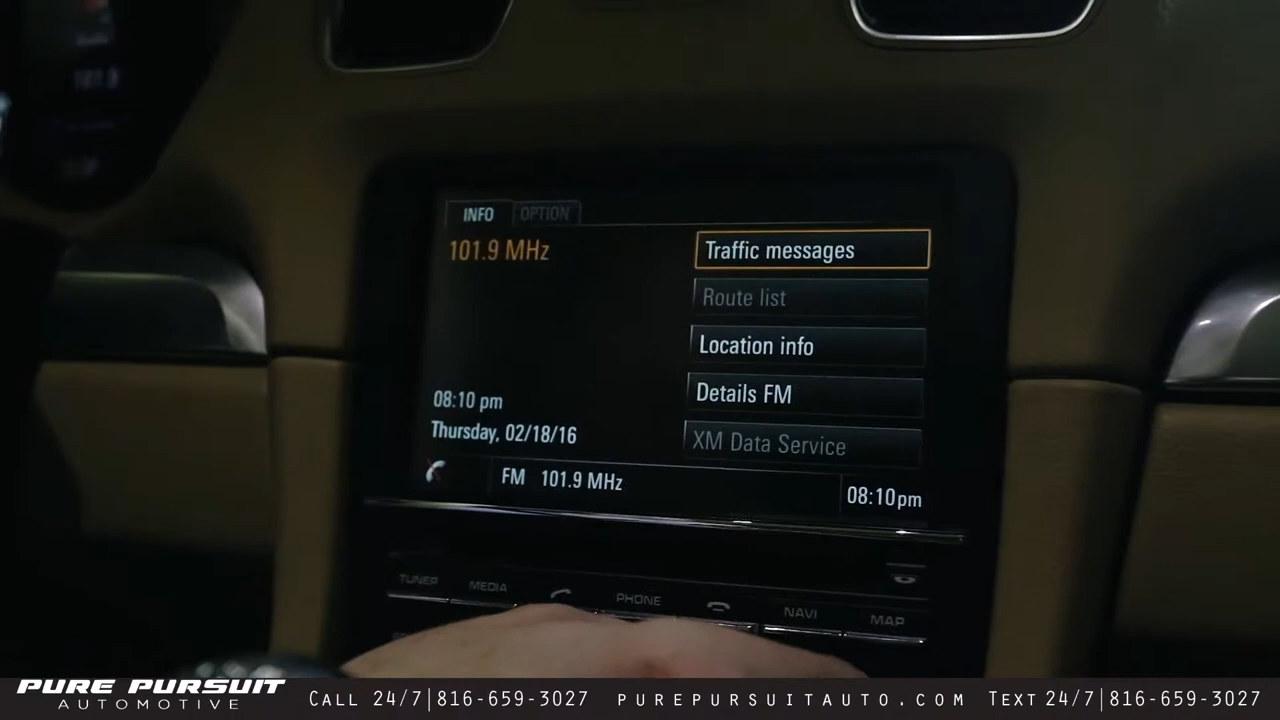 INFO OPTION
101.9 MHz
Traffic messages
Route list
Location info
Details FM
XM Data Service
08:10 pm
Thursday, 02/18/16
FM 101.9 MHz
08:10pm
TUNER MEDIA PHONE NAVI MAP
PURE PURSUIT
AUTOMOTIVE
CALL 24/7|816-659-3027 PUREPURSUITAUTO.COM TEXT 24/7|816-659-3027